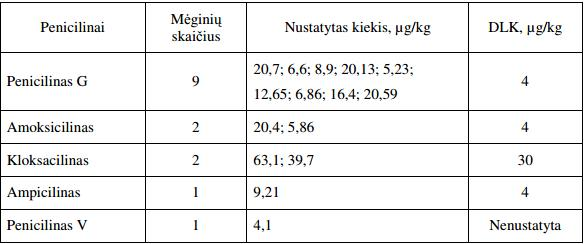 Penicilinai
Mėginių
skaičius
Nustatytas kiekis, µg/kg
DLK, µg/kg
Penicilinas G
9
20,7; 6,6; 8,9; 20,13; 5,23;
12,65; 6,86; 16,4; 20,59
4
Amoksicilinas
2
20,4; 5,86
4
Kloksacilinas
2
63,1; 39,7
30
Ampicilinas
1
9,21
4
Penicilinas V
1
4,1
Nenustatyta